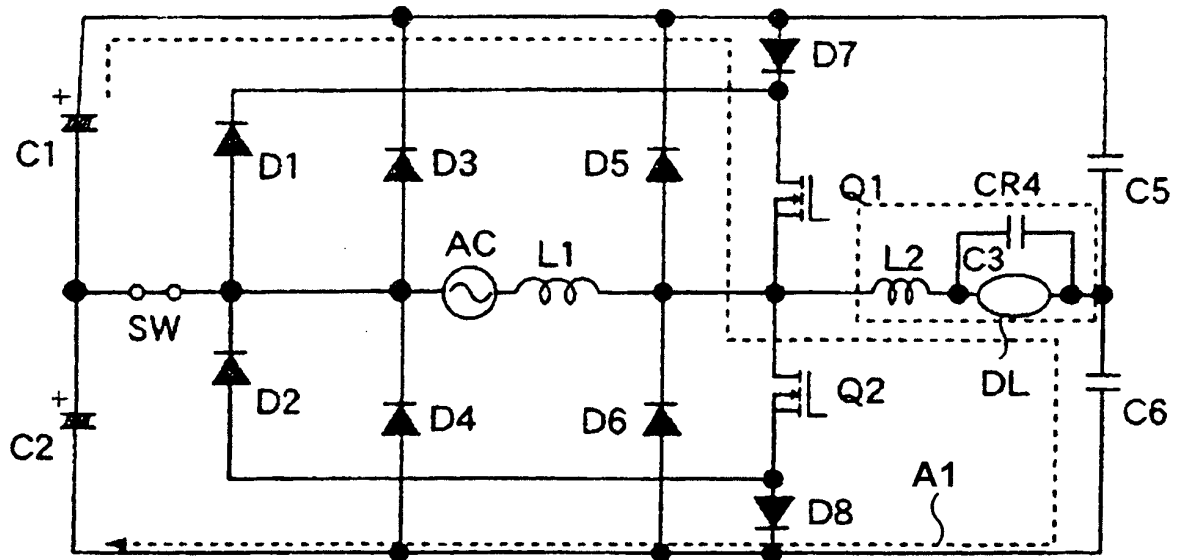 D7
+
C1
D1
D3
D5
Q1
CR4
C5
AC
L1
L2
C3
SW
DL
+
C2
D2
D4
D6
Q2
C6
A1
D8